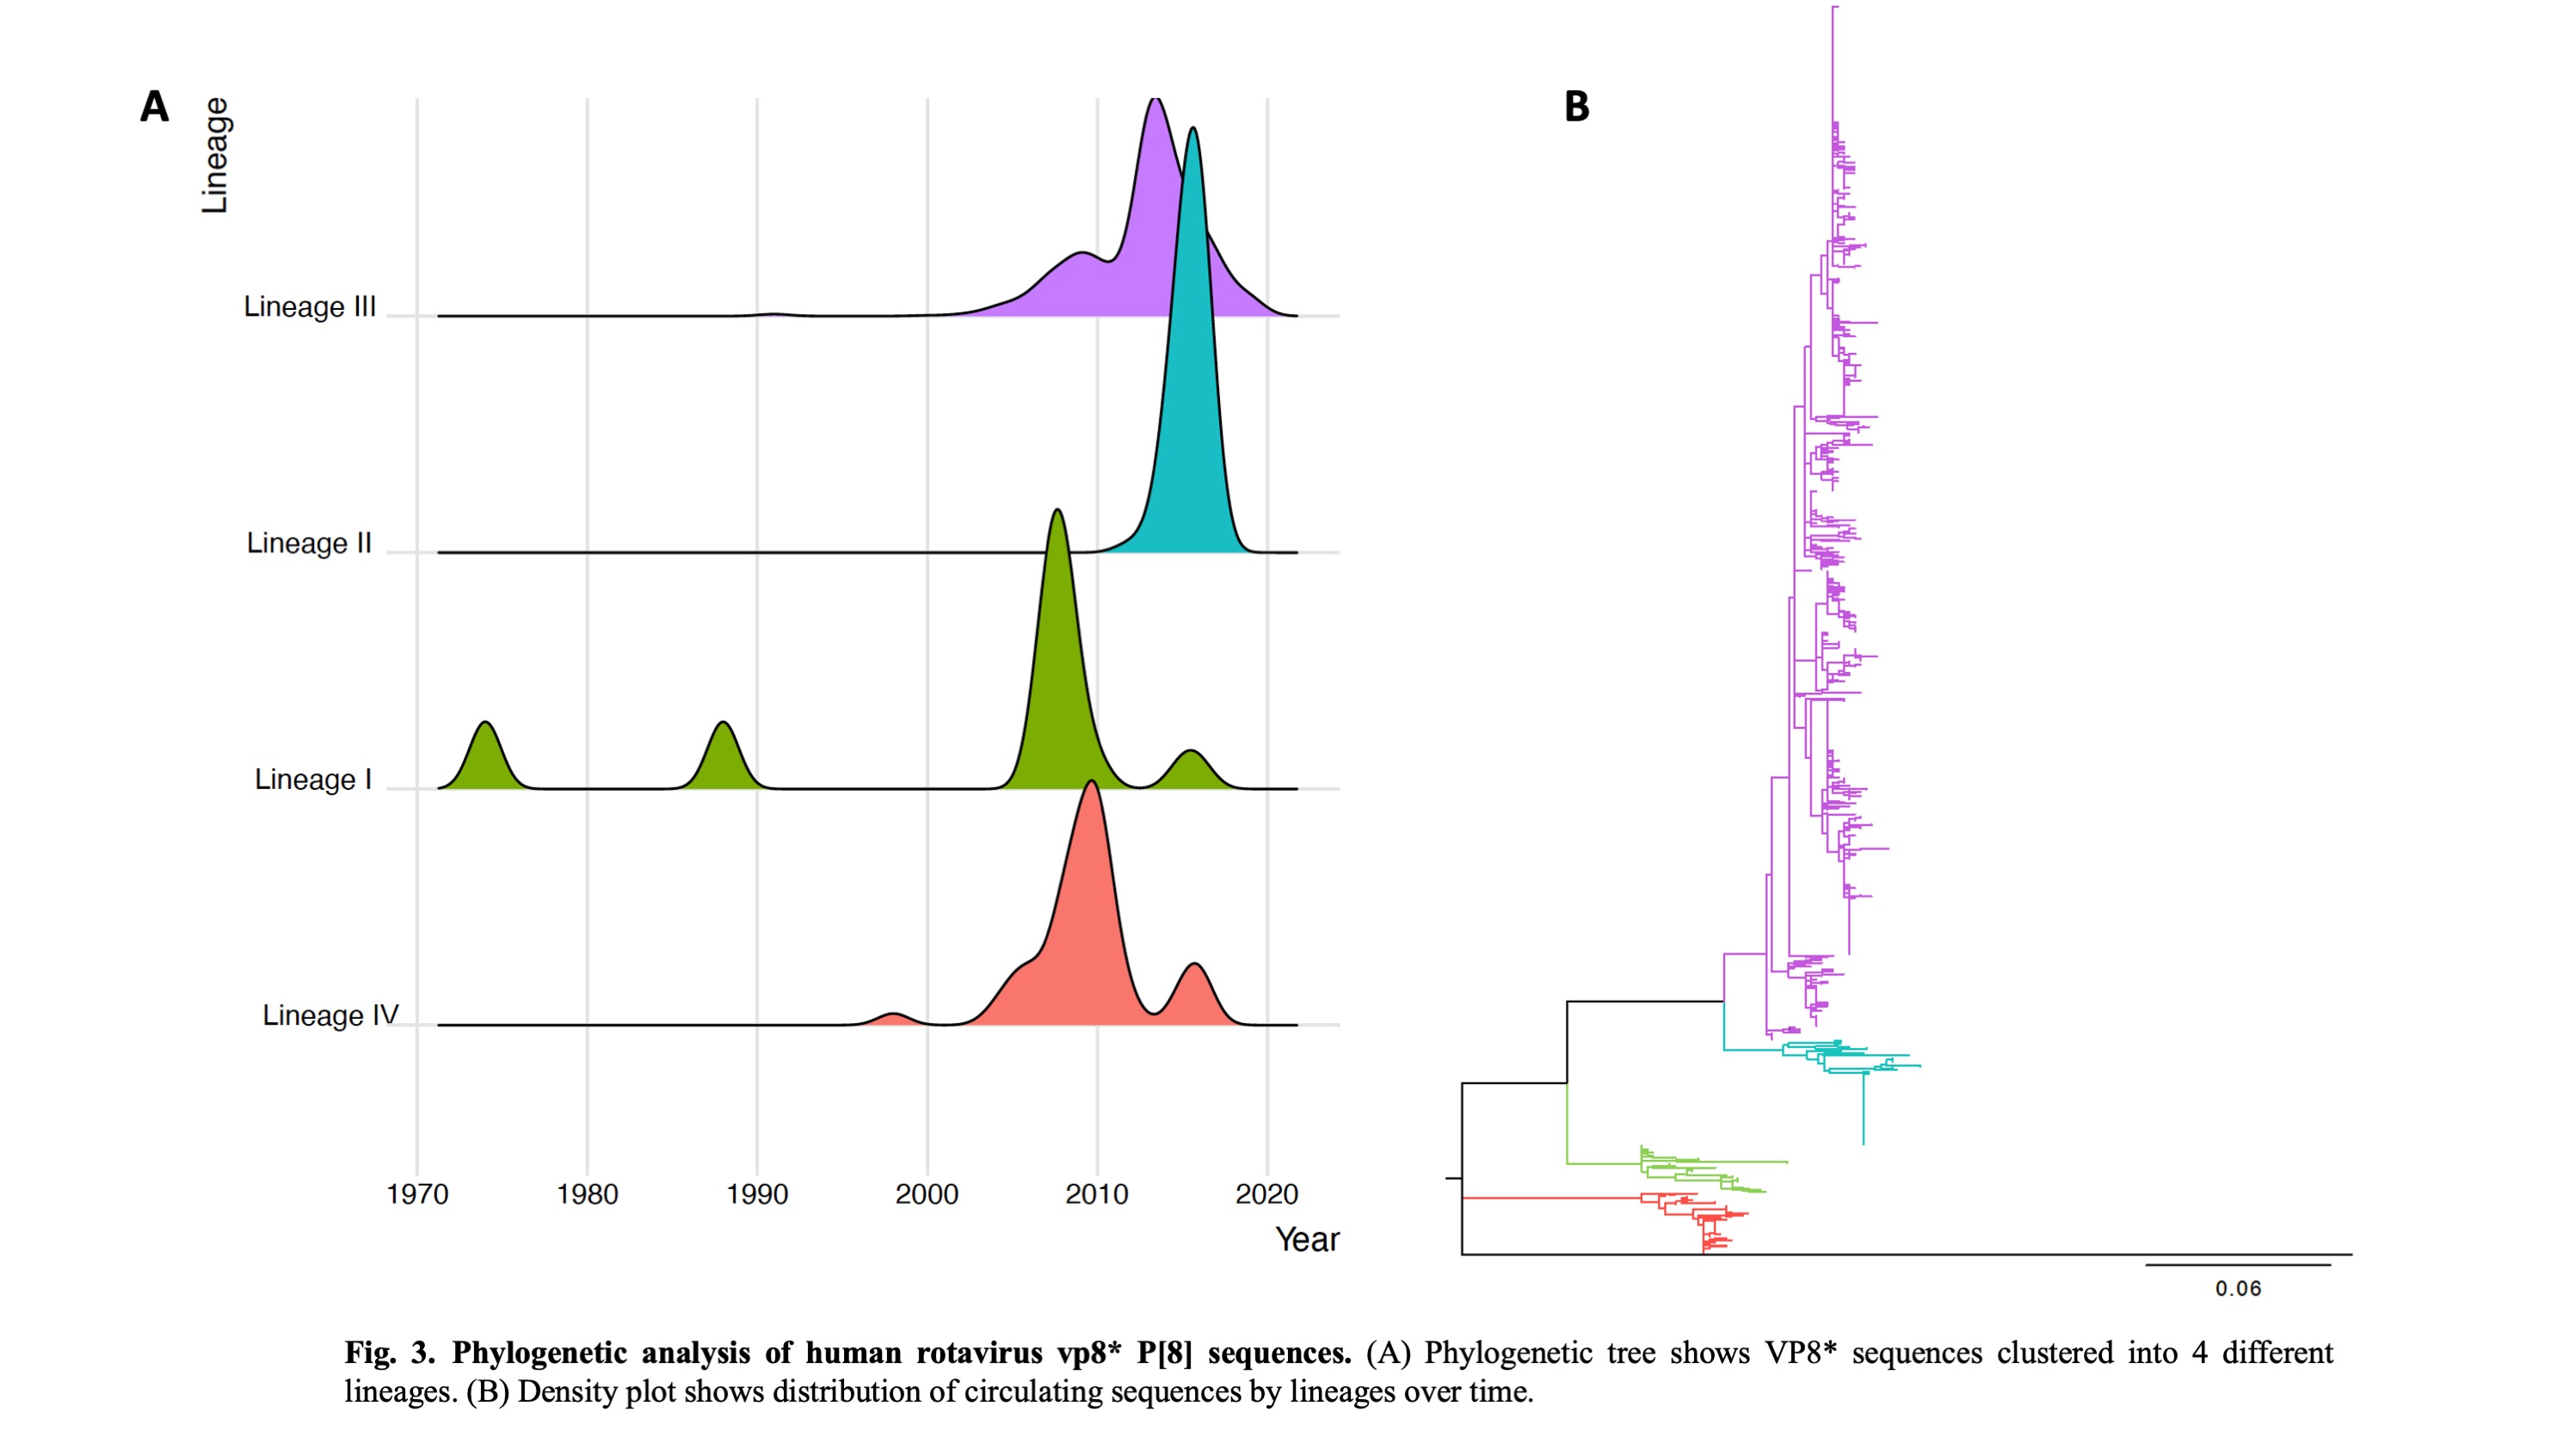 A
Lineage
B
Lineage III
Lineage II
Lineage I
Lineage IV
1970 1980 1990 2000 2010 2020
Year
0.06
Fig. 3. Phylogenetic analysis of human rotavirus vp8* P[8] sequences. (A) Phylogenetic tree shows VP8* sequences clustered into 4 different
lineages. (B) Density plot shows distribution of circulating sequences by lineages over time.